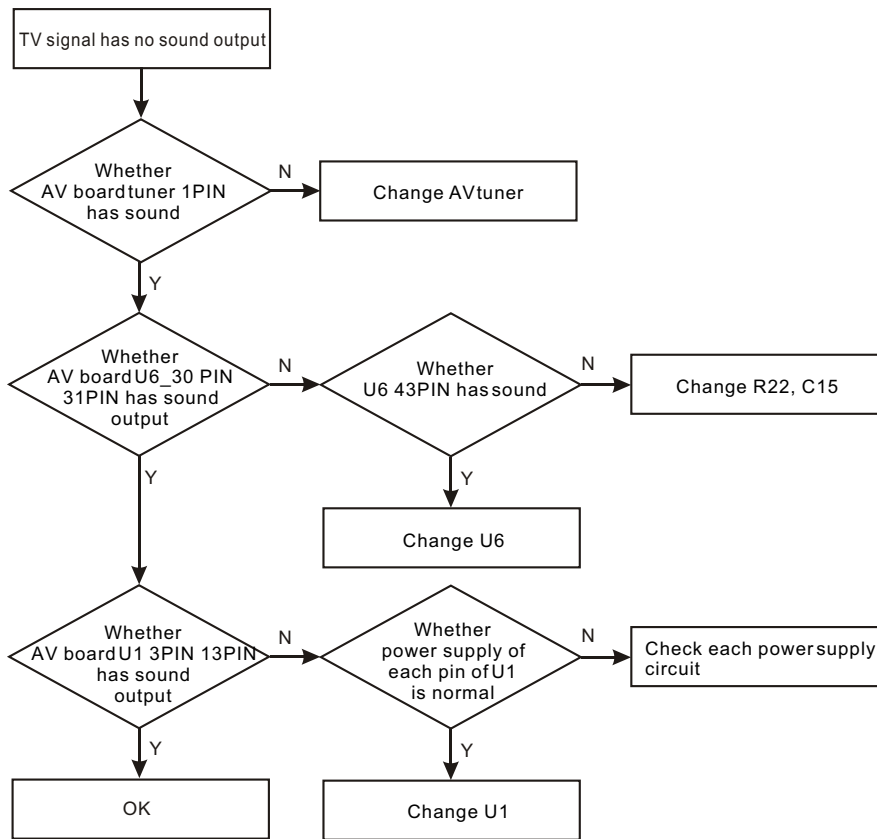 TV signal has no sound output
Whether
AV board tuner 1PIN
has sound
N
Change AV tuner
Y
Whether
AV board U6_30 PIN
31PIN has sound
output
N
Whether
U6 43PIN has sound
N
Change R22, C15
Y
Y
Change U6
Whether
AV board U1 3PIN 13PIN
has sound
output
N
Whether
power supply of
each pin of U1
is normal
N
Check each power supply
circuit
Y
Y
OK
Change U1